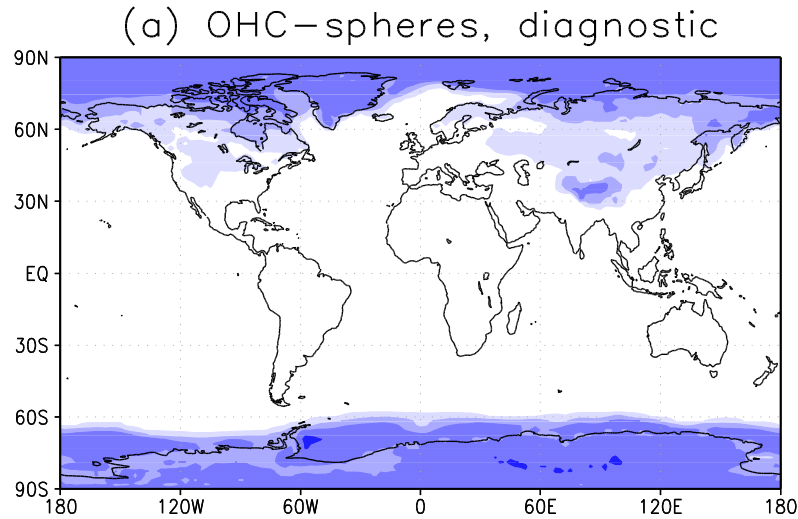 (a) OHC-spheres, diagnostic
90N
60N
30N
EQ
30S
60S
90S
180 120W 60W 0 60E 120E 180